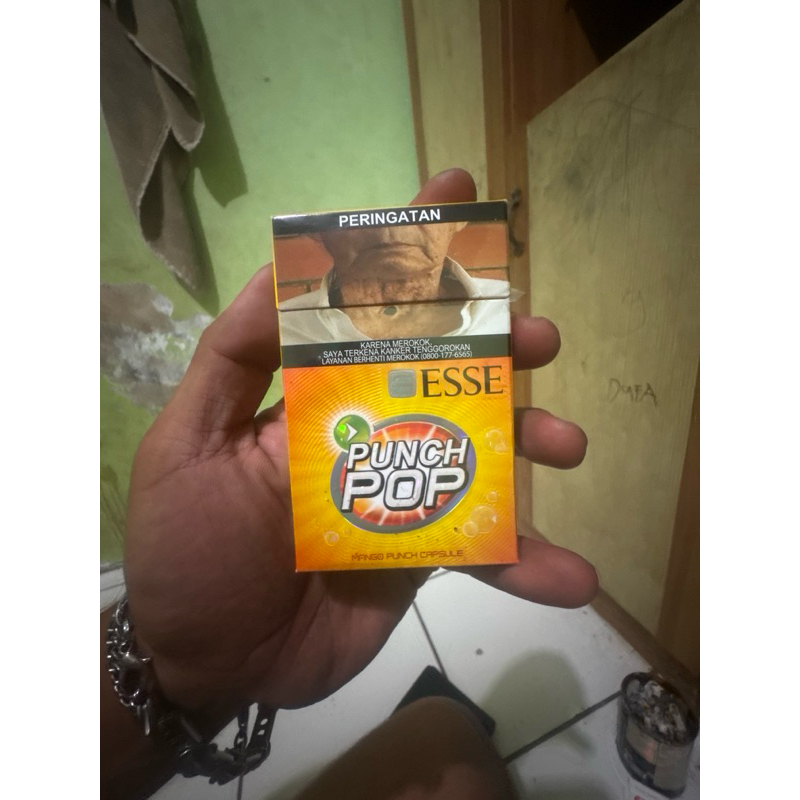 PERINGATAN
KARENA MEROKOK,
SAYA TERKENA KANKER TENGGOROKAN
LAYANAN BERHENTI MEROKOK (0800-177-6565)
ESSE
PUNCH
POP
MANGO PUNCH CAPSULE